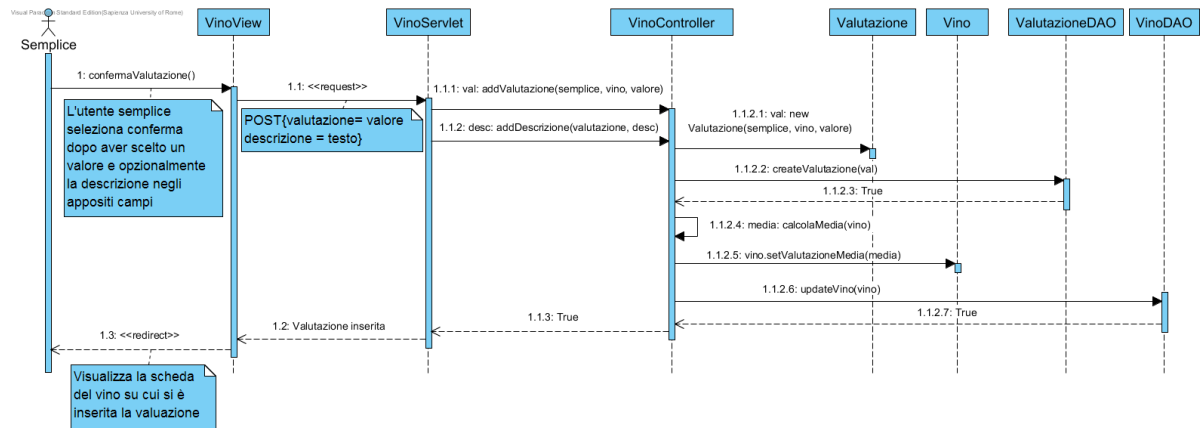 Visual Paradigm Standard Edition(Sapienza University of Rome)
Semplice
VinoView
VinoServlet
VinoController
Valutazione
Vino
ValutazioneDAO
VinoDAO
1: confermaValutazione()
L'utente semplice
seleziona conferma
dopo aver scelto un
valore e opzionalmente
la descrizione negli
appositi campi
1.1: <<request>>
POST{valutazione= valore
descrizione = testo}
1.1.1: val: addValutazione(semplice, vino, valore)
1.1.2: desc: addDescrizione(valutazione, desc)
1.1.2.1: val: new
Valutazione(semplice, vino, valore)
1.1.2.2: createValutazione(val)
1.1.2.3: True
1.1.2.4: media: calcolaMedia(vino)
1.1.2.5: vino.setValutazioneMedia(media)
1.1.2.6: updateVino(vino)
1.1.2.7: True
1.1.3: True
1.2: Valutazione inserita
1.3: <<redirect>>
Visualizza la scheda
del vino su cui si è
inserita la valuazione